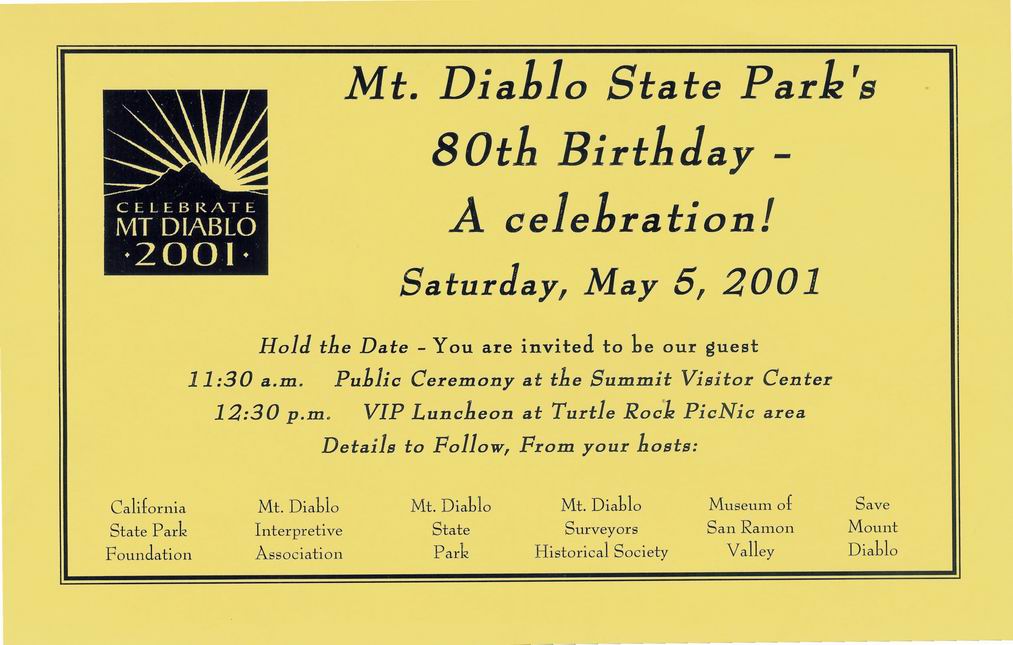 Mt. Diablo State Park's
80th Birthday -
A celebration!
Saturday, May 5, 2001
CELEBRATE
MT DIABLO
·2001·
Hold the Date - You are invited to be our guest
11:30 a.m. Public Ceremony at the Summit Visitor Center
12:30 p.m. VIP Luncheon at Turtle Rock PicNic area
Details to Follow, From your hosts:
California
State Park
Foundation
Mt. Diablo
Interpretive
Association
Mt. Diablo
State
Park
Mt. Diablo
Surveyors
Historical Society
Museum of
San Ramon
Valley
Save
Mount
Diablo